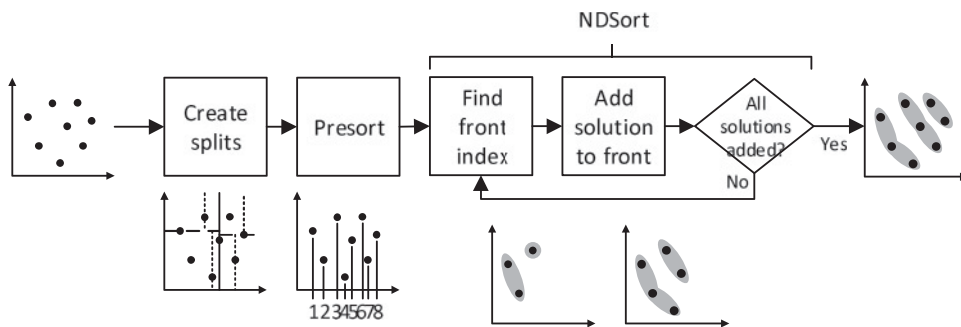 NDSort
Create
splits
Presort
Find
front
index
Add
solution
to front
All
solutions
added?
Yes
No
12345678